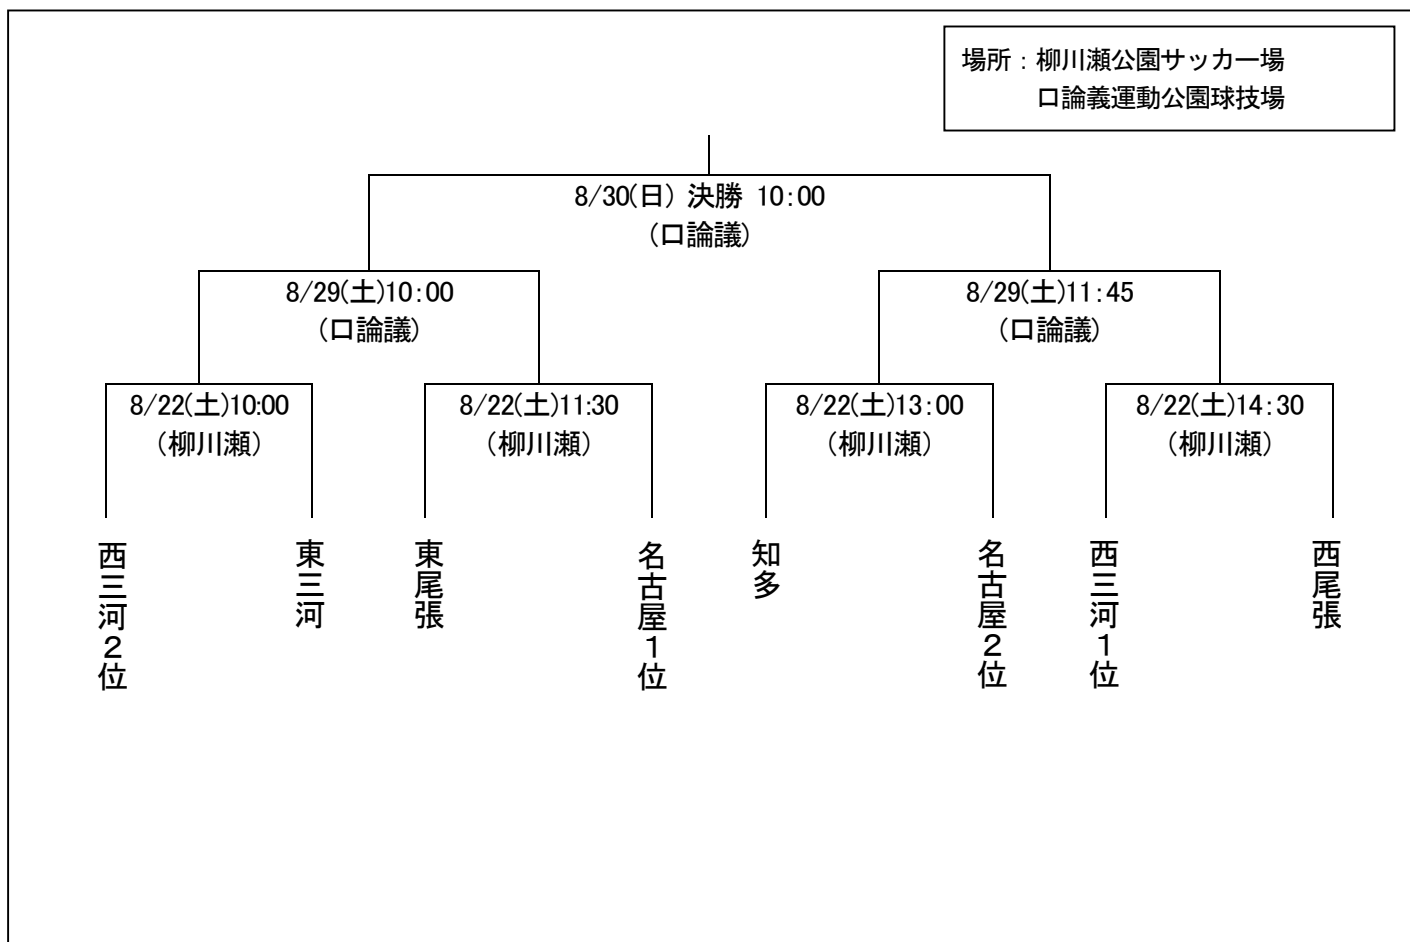 場所：柳川瀬公園サッカー場
口論義運動公園球技場
8/30(日) 決勝 10:00
(口論議)
8/29(土)10:00
(口論議)
8/29(土)11:45
(口論議)
8/22(土)10:00
(柳川瀬)
8/22(土)11:30
(柳川瀬)
8/22(土)13:00
(柳川瀬)
8/22(土)14:30
(柳川瀬)
西三河２位
東三河
東尾張
名古屋１位
知多
名古屋２位
西三河１位
西尾張